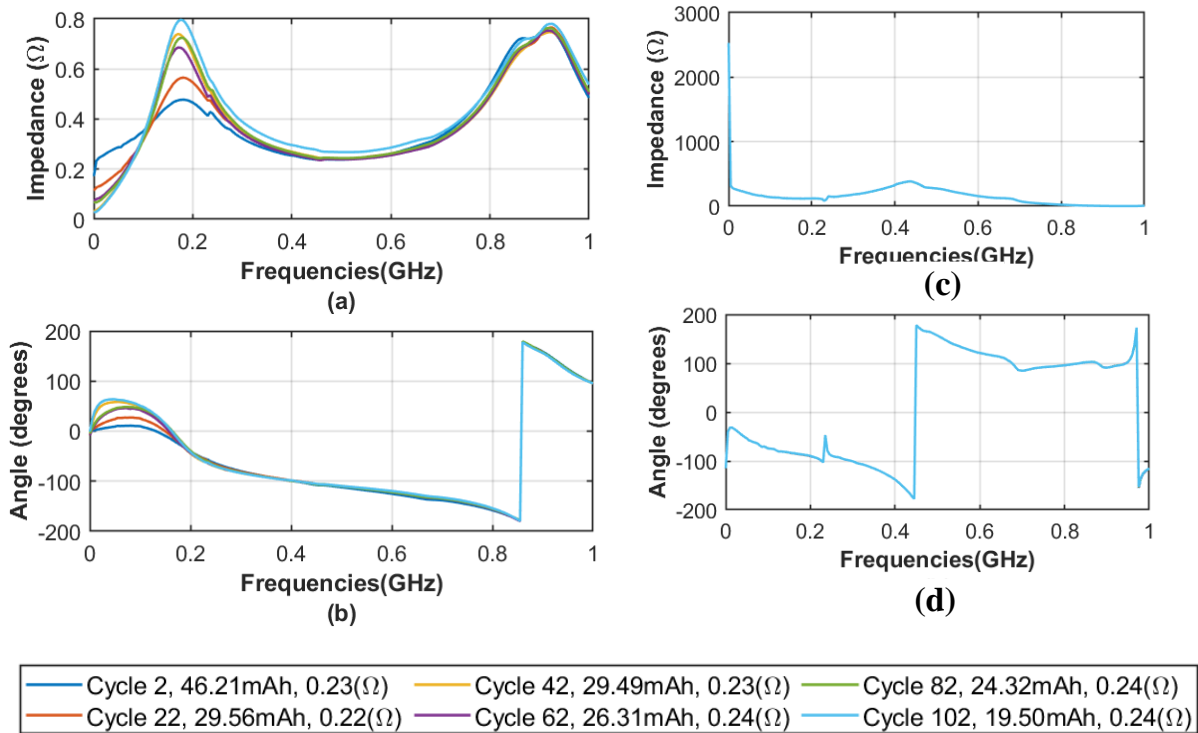 0.8
0.6
0.4
0.2
0
Impedance (Ω)
0 0.2 0.4 0.6 0.8 1
Frequencies(GHz)
(a)
3000
2000
1000
0
Impedance (Ω)
0 0.2 0.4 0.6 0.8 1
Frequencies(GHz)
(c)
200
100
0
-100
-200
Angle (degrees)
0 0.2 0.4 0.6 0.8 1
Frequencies(GHz)
(b)
200
100
0
-100
-200
Angle (degrees)
0 0.2 0.4 0.6 0.8 1
Frequencies(GHz)
(d)
Cycle 2, 46.21mAh, 0.23(Ω) Cycle 42, 29.49mAh, 0.23(Ω) Cycle 82, 24.32mAh, 0.24(Ω)
Cycle 22, 29.56mAh, 0.22(Ω) Cycle 62, 26.31mAh, 0.24(Ω) Cycle 102, 19.50mAh, 0.24(Ω)